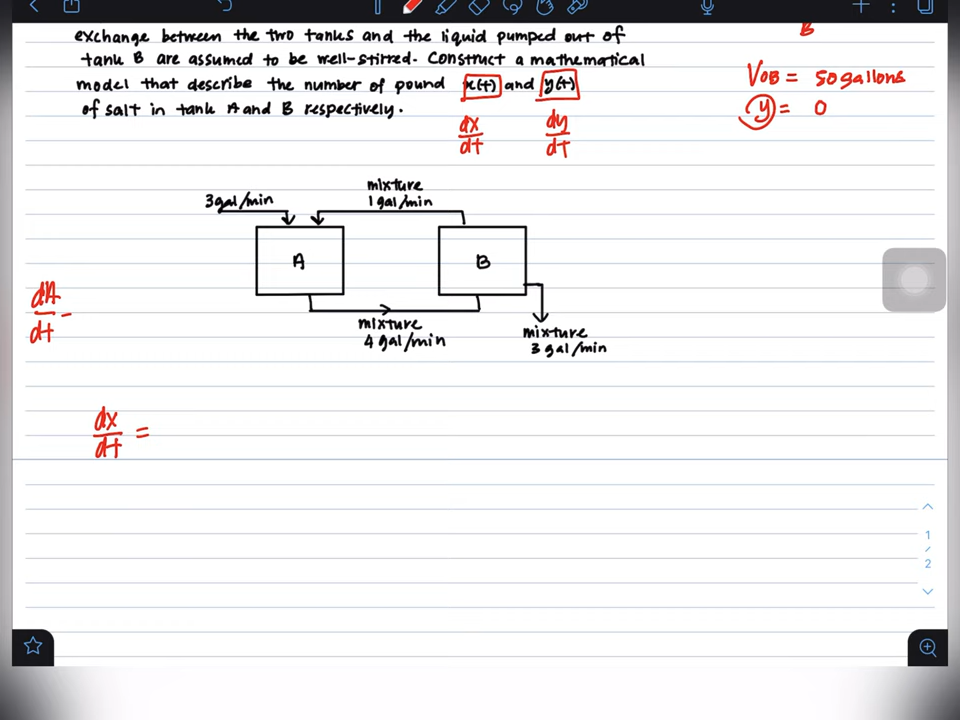 exchange between the two tanks and the liquid pumped out of
tank B are assumed to be well-stirred. Construct a mathematical
model that describe the number of pound x(t) and y(t)
of salt in tank A and B respectively.
dx/dt dy/dt
B
VoB = 50 gallons
y = 0
mixture
3 gal/min 1 gal/min
A B
mixture
4 gal/min
mixture
3 gal/min
dA/dt =
dx/dt =
1
/
2